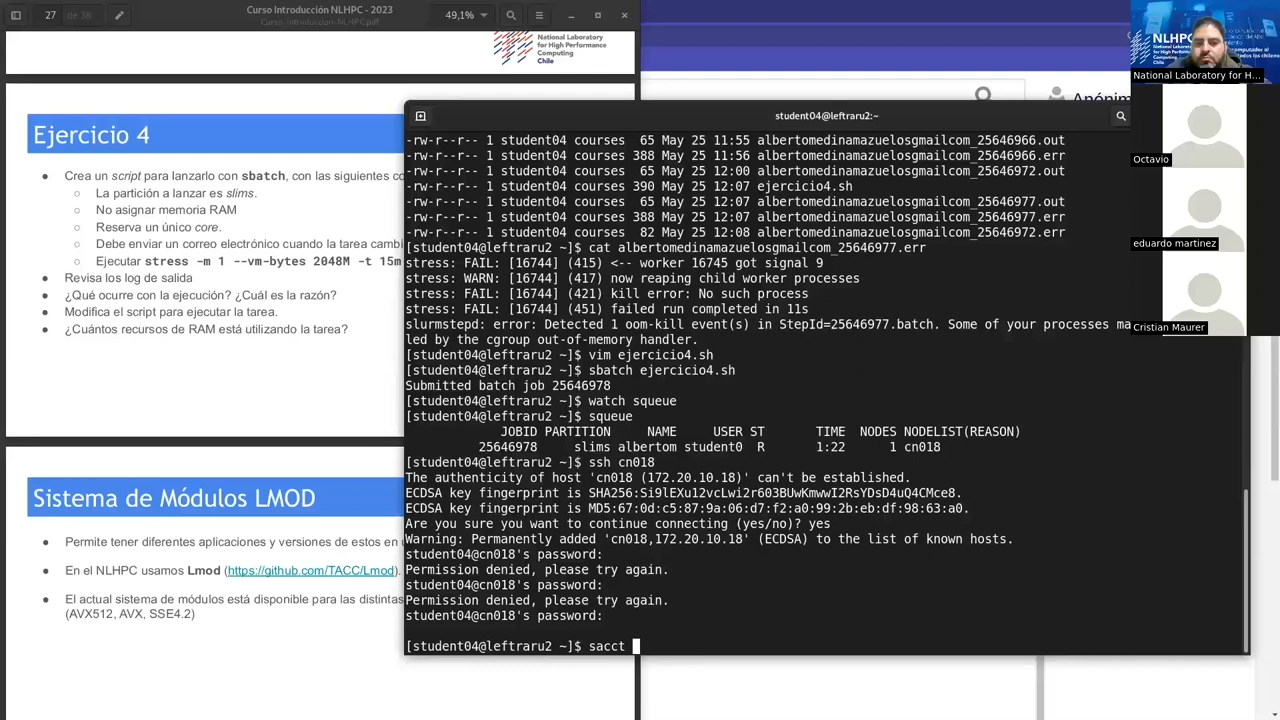 27 de 38
Curso Introducción NLHPC - 2023
Curso-Introduccion-NLHPC.pdf
49,1%
National Laboratory
for High Performance
Computing
Chile
Ejercicio 4
● Crea un script para lanzarlo con sbatch, con las siguientes co
○ La partición a lanzar es slims.
○ No asignar memoria RAM
○ Reserva un único core.
○ Debe enviar un correo electrónico cuando la tarea cambi
○ Ejecutar stress -m 1 --vm-bytes 2048M -t 15m
● Revisa los log de salida
● ¿Qué ocurre con la ejecución? ¿Cuál es la razón?
● Modifica el script para ejecutar la tarea.
● ¿Cuántos recursos de RAM está utilizando la tarea?
Sistema de Módulos LMOD
● Permite tener diferentes aplicaciones y versiones de estos en
● En el NLHPC usamos Lmod (https://github.com/TACC/Lmod).
● El actual sistema de módulos está disponible para las distintas
(AVX512, AVX, SSE4.2)
Anónim
student04@leftraru2:~
-rw-r--r-- 1 student04 courses  65 May 25 11:55 albertomedinamazuelosgmailcom_25646966.out
-rw-r--r-- 1 student04 courses 388 May 25 11:56 albertomedinamazuelosgmailcom_25646966.err
-rw-r--r-- 1 student04 courses  65 May 25 12:00 albertomedinamazuelosgmailcom_25646972.out
-rw-r--r-- 1 student04 courses 390 May 25 12:07 ejercicio4.sh
-rw-r--r-- 1 student04 courses  65 May 25 12:07 albertomedinamazuelosgmailcom_25646977.out
-rw-r--r-- 1 student04 courses 388 May 25 12:07 albertomedinamazuelosgmailcom_25646977.err
-rw-r--r-- 1 student04 courses  82 May 25 12:08 albertomedinamazuelosgmailcom_25646972.err
[student04@leftraru2 ~]$ cat albertomedinamazuelosgmailcom_25646977.err
stress: FAIL: [16744] (415) <-- worker 16745 got signal 9
stress: WARN: [16744] (417) now reaping child worker processes
stress: FAIL: [16744] (421) kill error: No such process
stress: FAIL: [16744] (451) failed run completed in 11s
slurmstepd: error: Detected 1 oom-kill event(s) in StepId=25646977.batch. Some of your processes ma
led by the cgroup out-of-memory handler.
[student04@leftraru2 ~]$ vim ejercicio4.sh
[student04@leftraru2 ~]$ sbatch ejercicio4.sh
Submitted batch job 25646978
[student04@leftraru2 ~]$ watch squeue
[student04@leftraru2 ~]$ squeue
JOBID PARTITION     NAME     USER ST       TIME  NODES NODELIST(REASON)
25646978     slims albertom student0  R       1:22      1 cn018
[student04@leftraru2 ~]$ ssh cn018
The authenticity of host 'cn018 (172.20.10.18)' can't be established.
ECDSA key fingerprint is SHA256:Si9lEXu12vcLwi2r603BUwKmwwI2RsYDsD4uQ4CMce8.
ECDSA key fingerprint is MD5:67:0d:c5:87:9a:06:d7:f2:a0:99:2b:eb:df:98:63:a0.
Are you sure you want to continue connecting (yes/no)? yes
Warning: Permanently added 'cn018,172.20.10.18' (ECDSA) to the list of known hosts.
student04@cn018's password:
Permission denied, please try again.
student04@cn018's password:
Permission denied, please try again.
student04@cn018's password:
[student04@leftraru2 ~]$ sacct
NLHPC
National
Laboratory
Chile
National Laboratory for H...
Octavio
eduardo martinez
Cristian Maurer